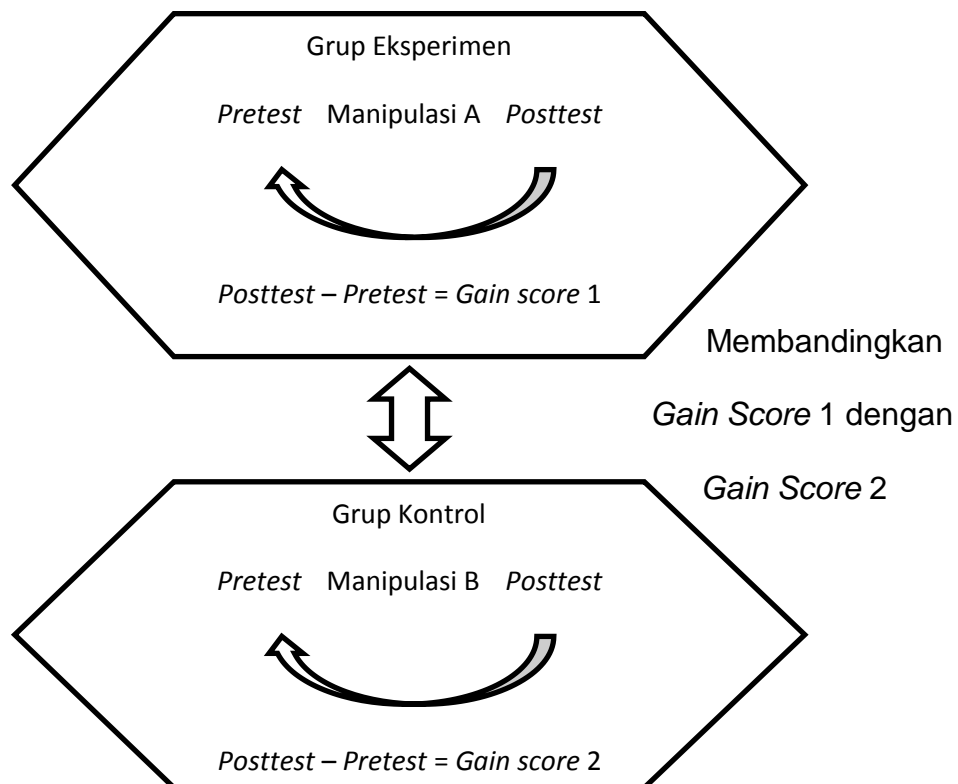 Grup Eksperimen
Pretest Manipulasi A Posttest
Posttest – Pretest = Gain score 1
Membandingkan
Gain Score 1 dengan
Gain Score 2
Grup Kontrol
Pretest Manipulasi B Posttest
Posttest – Pretest = Gain score 2